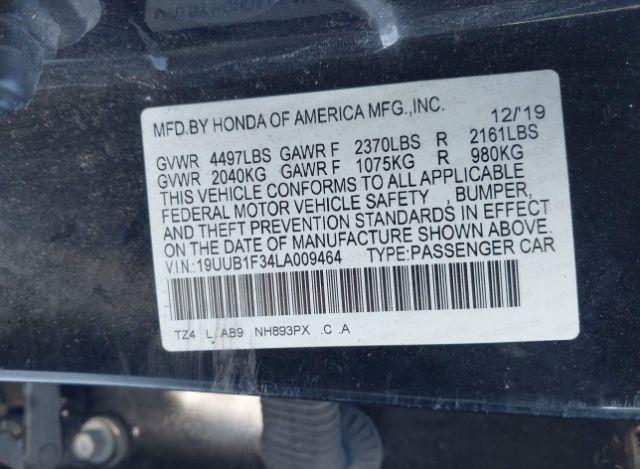 MFD.BY HONDA OF AMERICA MFG.,INC. 12/'19
GVWR 4497LBS GAWR F 2370LBS R 2161LBS
GVWR 2040KG GAWR F 1075KG R 980KG
THIS VEHICLE CONFORMS TO ALL APPLICABLE
FEDERAL MOTOR VEHICLE SAFETY , BUMPER,
AND THEFT PREVENTION STANDARDS IN EFFECT
ON THE DATE OF MANUFACTURE SHOWN ABOVE.
V.I.N.: 19UUB1F34LA009464 TYPE:PASSENGER CAR
TZ4 L AB9 NH893PX .C .A